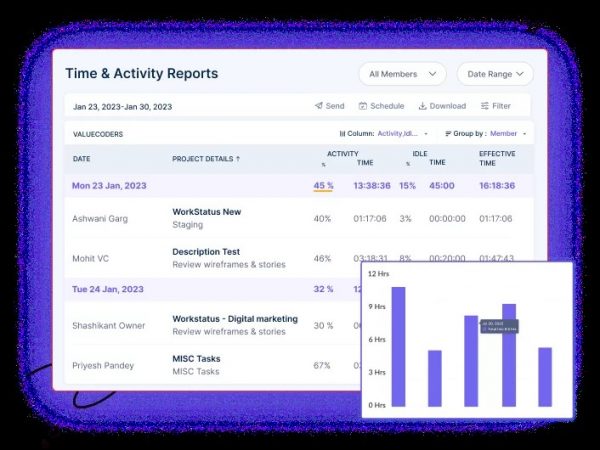 Time & Activity Reports
All Members
Date Range
Jan 23, 2023-Jan 30, 2023
Send
Schedule
Download
Filter
VALUECODERS
Column: Activity,Idl...
Group by : Member
DATE PROJECT DETAILS ↑ ACTIVITY % TIME IDLE % TIME EFFECTIVE TIME
Mon 23 Jan, 2023 45 % 13:38:36 15% 45:00 16:18:36
WorkStatus New
Ashwani Garg 40% 01:17:06 3% 00:00:00 01:17:06
Staging
Description Test
Mohit VC 46% 03:18:31 8% 00:20:00 01:47:43
Review wireframes & stories
Tue 24 Jan, 2023 32 %
Workstatus - Digital marketing
Shashikant Owner 30 %
Review wireframes & stories
MISC Tasks
Priyesh Pandey 67%
MISC Tasks
12 Hrs
9 Hrs
6 Hrs
3 Hrs
0 Hrs